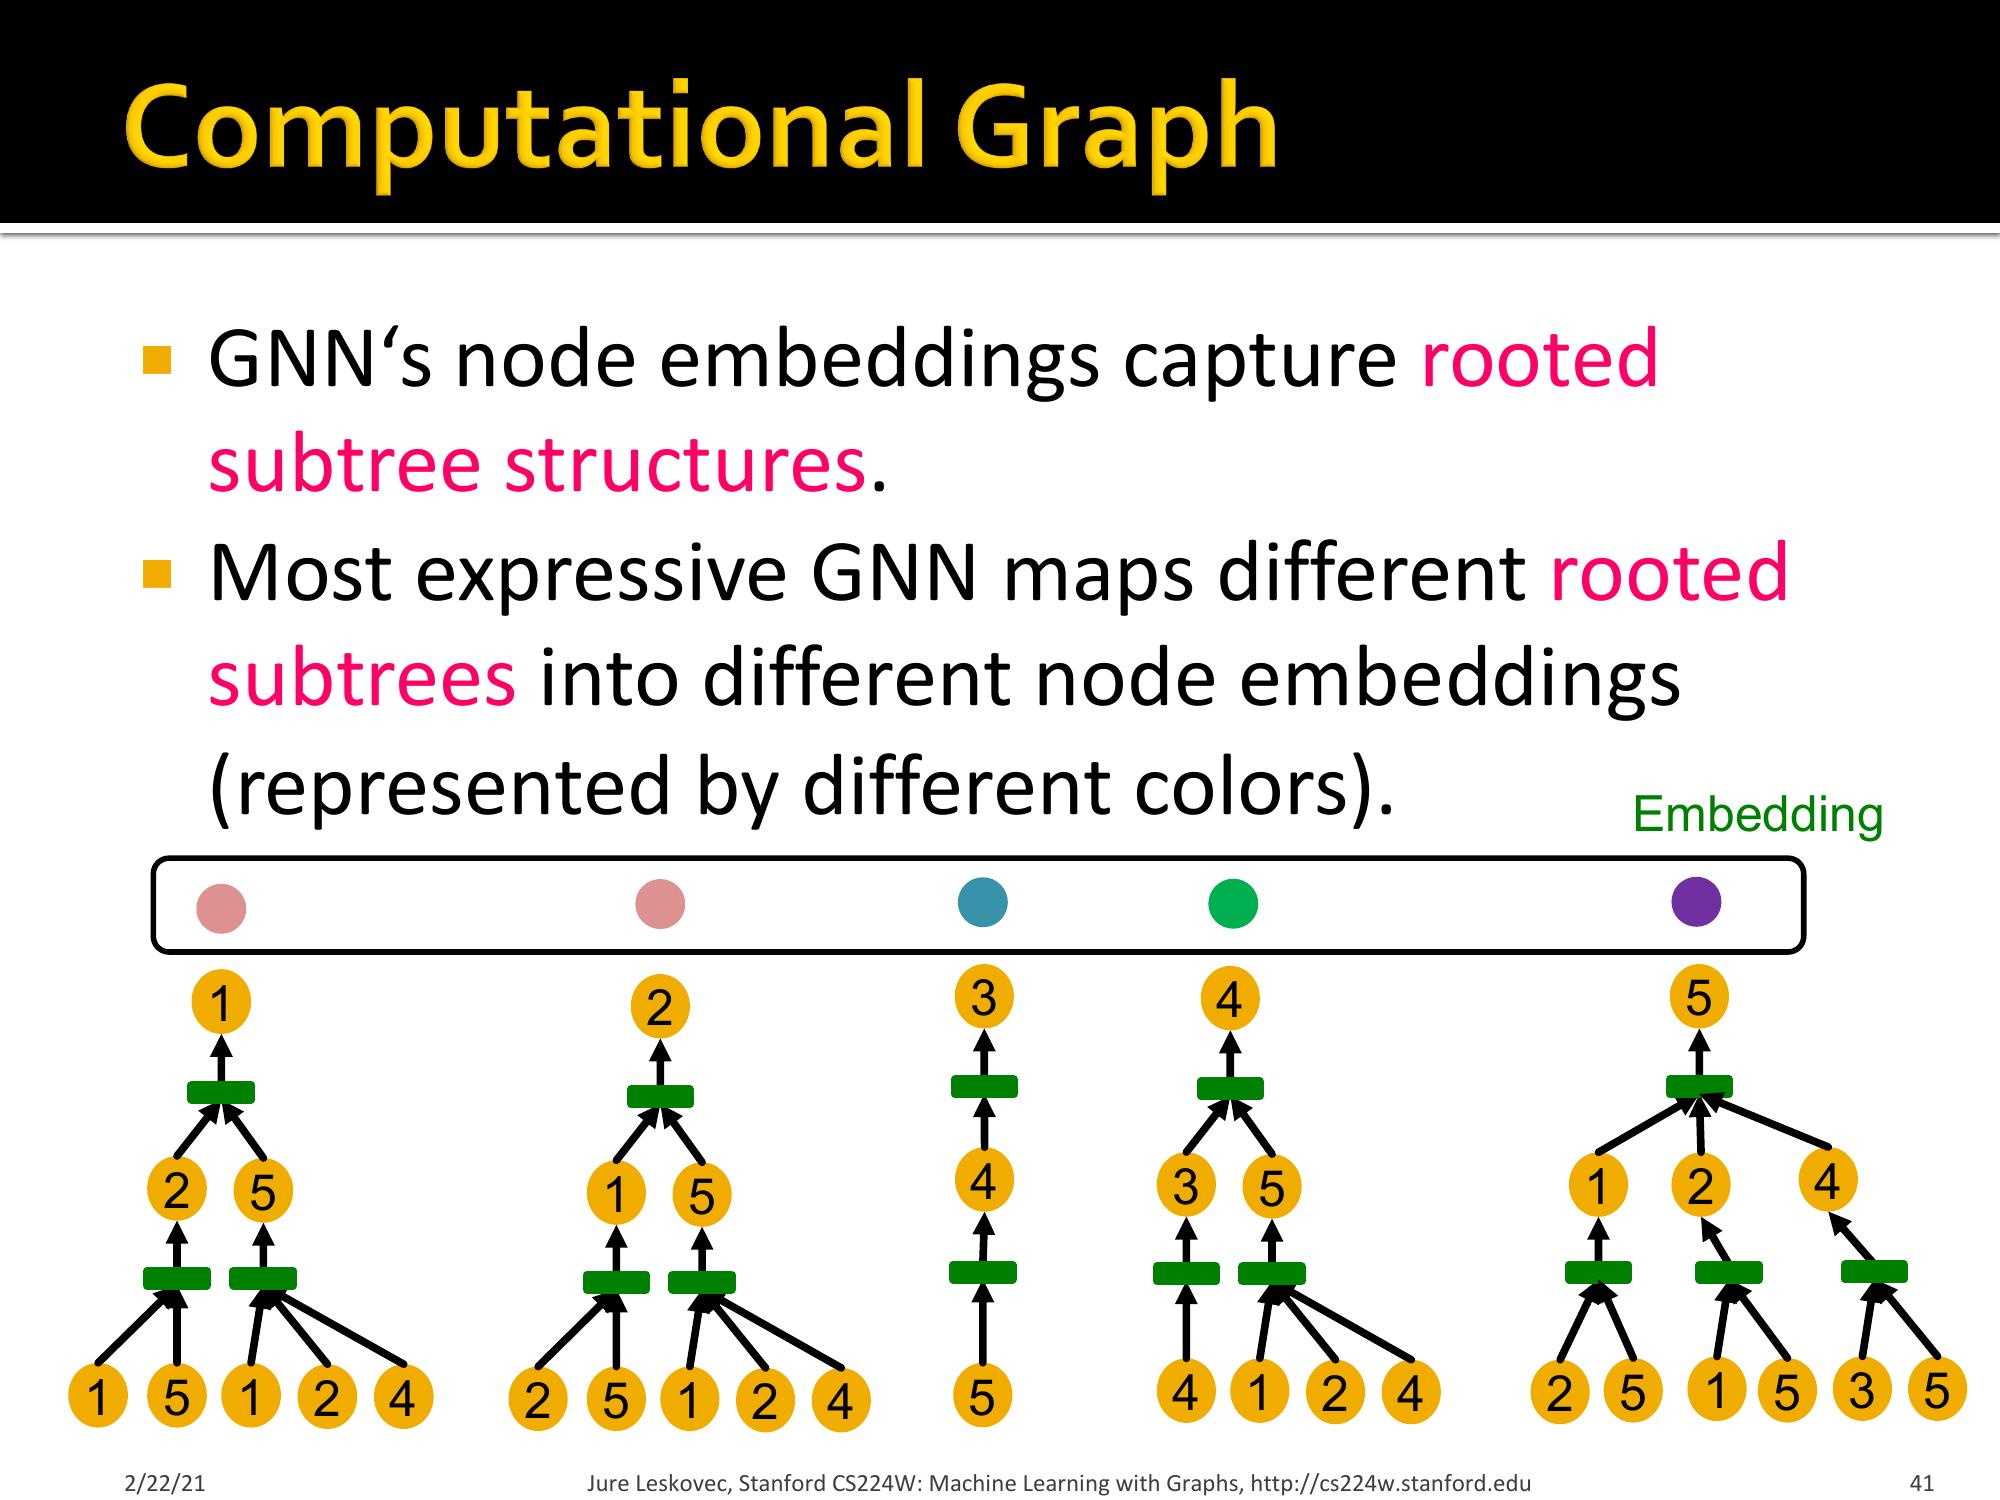 Computational Graph
GNN‘s node embeddings capture rooted
subtree structures.
Most expressive GNN maps different rooted
subtrees into different node embeddings
(represented by different colors).
Embedding
1 2 3 4 5
2 5 1 5 4 3 5 1 2 4
1 5 1 2 4 2 5 1 2 4 5 4 1 2 4 2 5 1 5 3 5
2/22/21 Jure Leskovec, Stanford CS224W: Machine Learning with Graphs, http://cs224w.stanford.edu 41